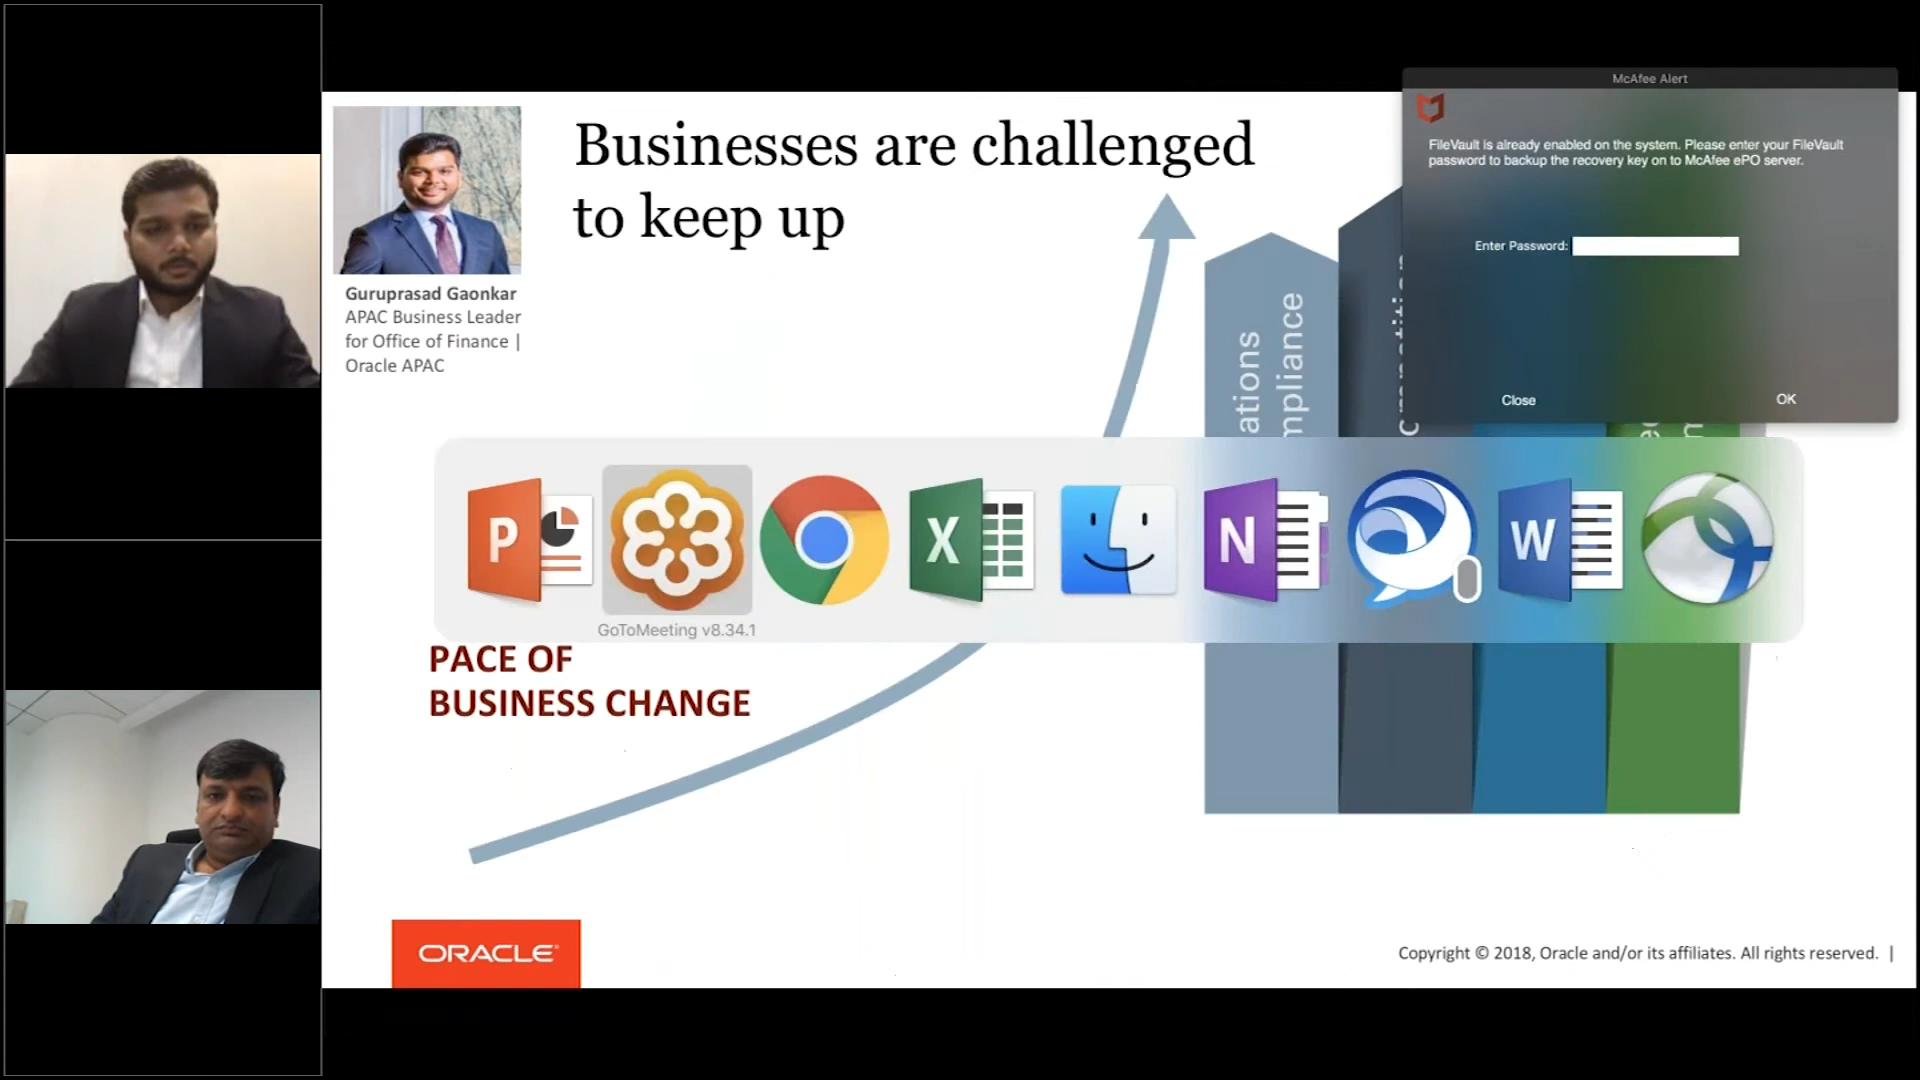 McAfee Alert
FileVault is already enabled on the system. Please enter your FileVault
password to backup the recovery key on to McAfee ePO server.
Enter Password:
Close
OK
Businesses are challenged
to keep up
Guruprasad Gaonkar
APAC Business Leader
for Office of Finance |
Oracle APAC
ations
mpliance
P
X
N
W
GoToMeeting v8.34.1
PACE OF
BUSINESS CHANGE
ORACLE
Copyright © 2018, Oracle and/or its affiliates. All rights reserved. |